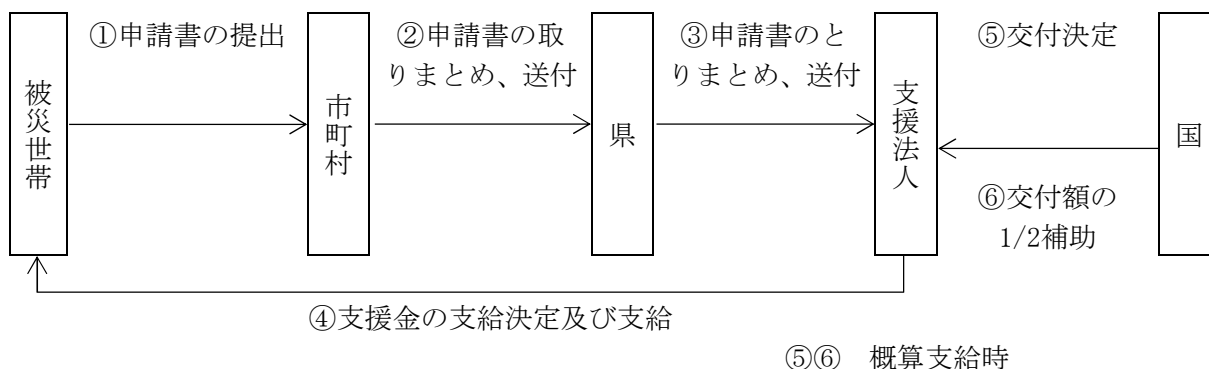 ①申請書の提出
②申請書の取
りまとめ、送付
③申請書のと
りまとめ、送付
⑤交付決定
被災世帯
市町村
県
支援法人
国
⑥交付額の
1/2補助
④支援金の支給決定及び支給
⑤⑥　概算支給時